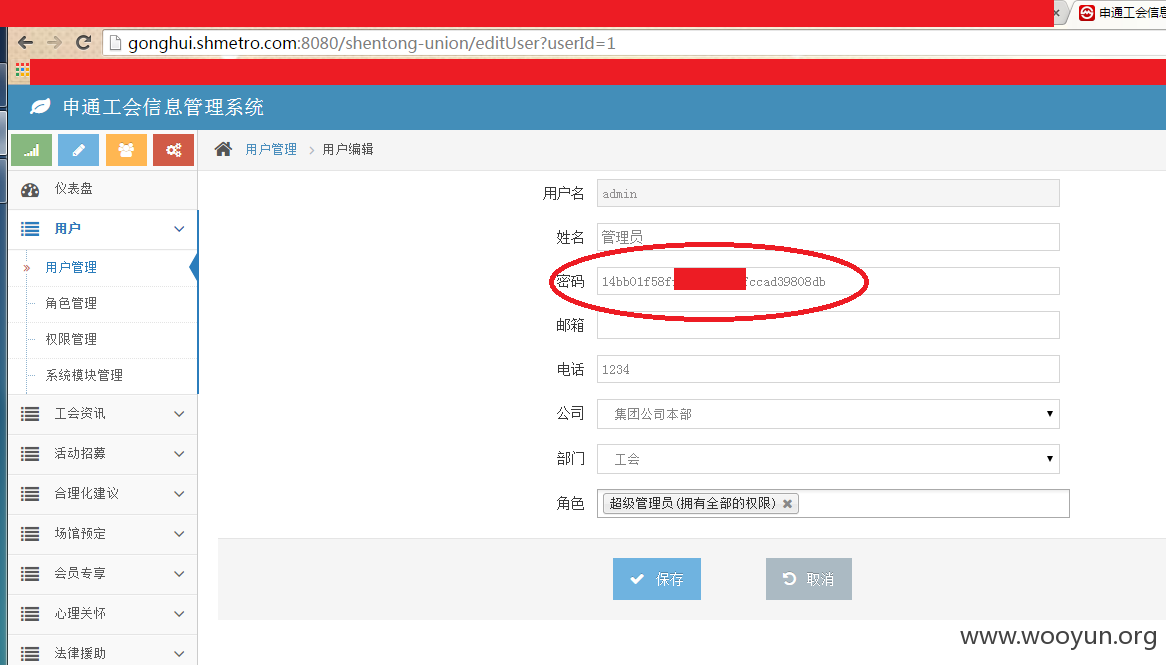 申通工会信息
gonghui.shmetro.com:8080/shentong-union/editUser?userId=1
申通工会信息管理系统
用户管理 > 用户编辑
仪表盘
用户
用户管理
角色管理
权限管理
系统模块管理
工会资讯
活动招募
合理化建议
场馆预定
会员专享
心理关怀
法律援助
用户名 admin
姓名 管理员
密码 14bb01f58f ccad39808db
邮箱
电话 1234
公司 集团公司本部
部门 工会
角色 超级管理员(拥有全部的权限)
保存 取消
www.wooyun.org